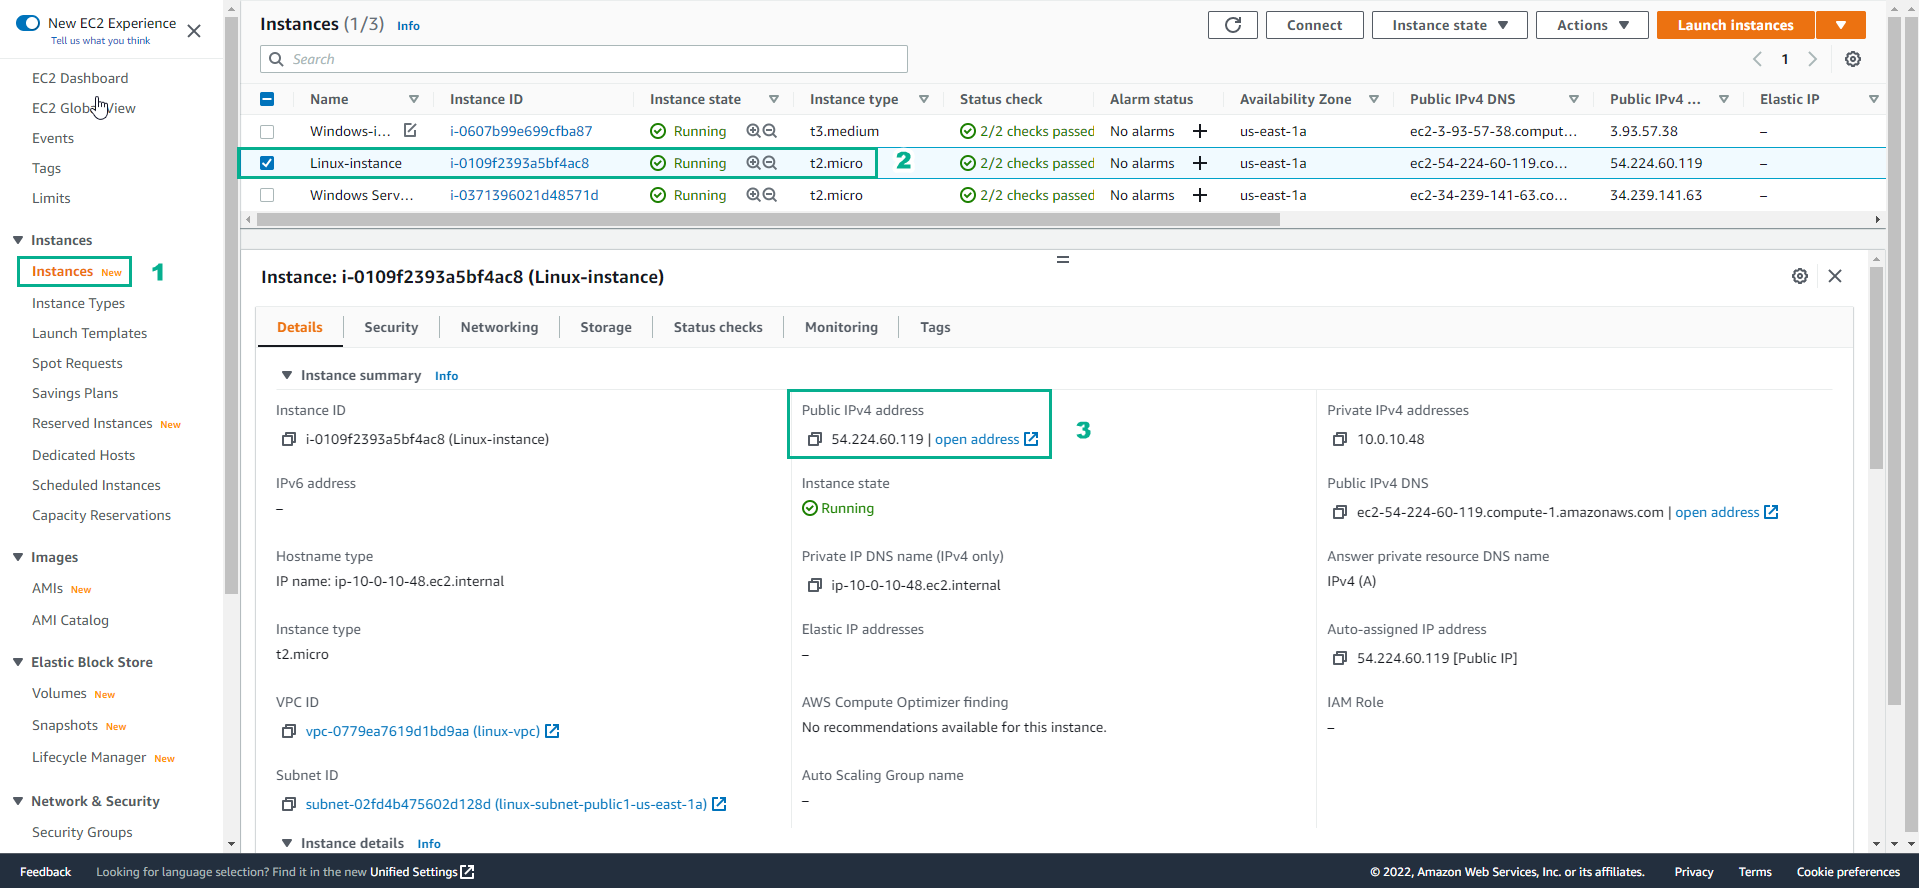 New EC2 Experience
Tell us what you think
EC2 Dashboard
EC2 Global View
Events
Tags
Limits
Instances
Instances New 1
Instance Types
Launch Templates
Spot Requests
Savings Plans
Reserved Instances New
Dedicated Hosts
Scheduled Instances
Capacity Reservations
Images
AMIs New
AMI Catalog
Elastic Block Store
Volumes New
Snapshots New
Lifecycle Manager New
Network & Security
Security Groups
Instances (1/3) Info
Connect Instance state Actions Launch instances
Search
1
Name Instance ID Instance state Instance type Status check Alarm status Availability Zone Public IPv4 DNS Public IPv4 ... Elastic IP
Windows-i... i-0607b99e699cfba87 Running t3.medium 2/2 checks passed No alarms + us-east-1a ec2-3-93-57-38.comput... 3.93.57.38 –
Linux-instance i-0109f2393a5bf4ac8 Running t2.micro 2 2/2 checks passed No alarms + us-east-1a ec2-54-224-60-119.co... 54.224.60.119 –
Windows Serv... i-0371396021d48571d Running t2.micro 2/2 checks passed No alarms + us-east-1a ec2-34-239-141-63.co... 34.239.141.63 –
Instance: i-0109f2393a5bf4ac8 (Linux-instance)
Details Security Networking Storage Status checks Monitoring Tags
Instance summary Info
Instance ID
i-0109f2393a5bf4ac8 (Linux-instance)
Public IPv4 address
54.224.60.119 | open address
3
Private IPv4 addresses
10.0.10.48
IPv6 address
–
Instance state
Running
Public IPv4 DNS
ec2-54-224-60-119.compute-1.amazonaws.com | open address
Hostname type
IP name: ip-10-0-10-48.ec2.internal
Private IP DNS name (IPv4 only)
ip-10-0-10-48.ec2.internal
Answer private resource DNS name
IPv4 (A)
Instance type
t2.micro
Elastic IP addresses
–
Auto-assigned IP address
54.224.60.119 [Public IP]
VPC ID
vpc-0779ea7619d1bd9aa (linux-vpc)
AWS Compute Optimizer finding
No recommendations available for this instance.
IAM Role
–
Subnet ID
subnet-02fd4b475602d128d (linux-subnet-public1-us-east-1a)
Auto Scaling Group name
–
Instance details Info
Feedback Looking for language selection? Find it in the new Unified Settings © 2022, Amazon Web Services, Inc. or its affiliates. Privacy Terms Cookie preferences